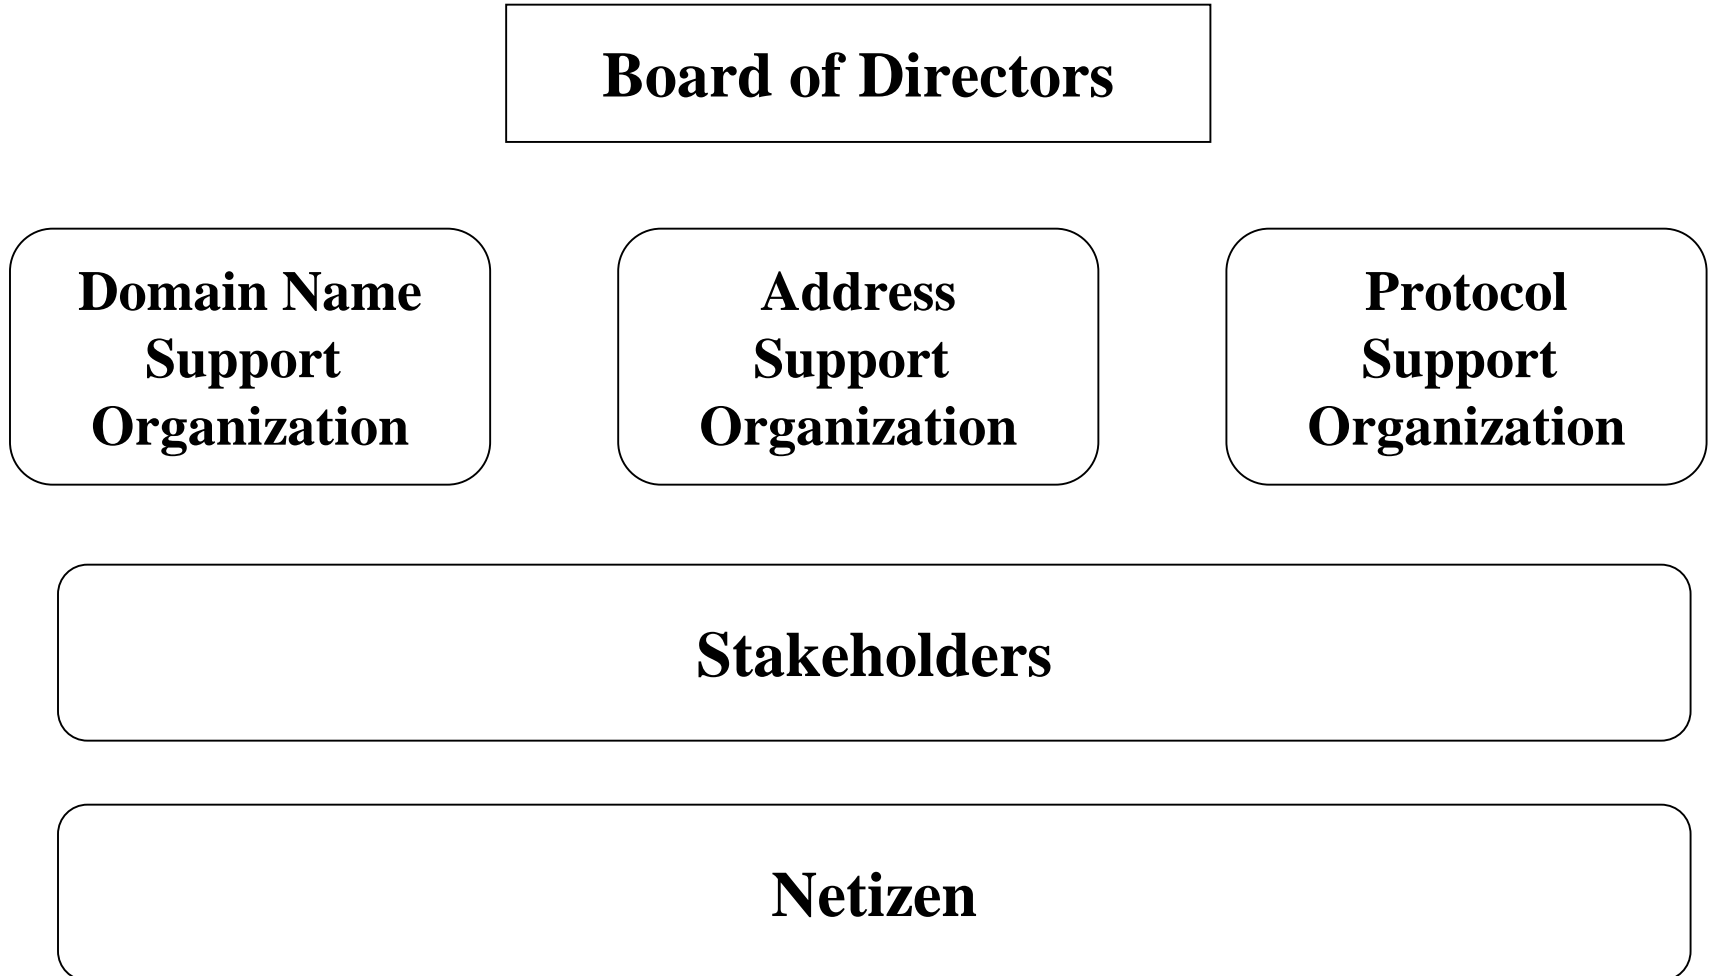 Board of Directors
Domain Name
Support
Organization
Address
Support
Organization
Protocol
Support
Organization
Stakeholders
Netizen